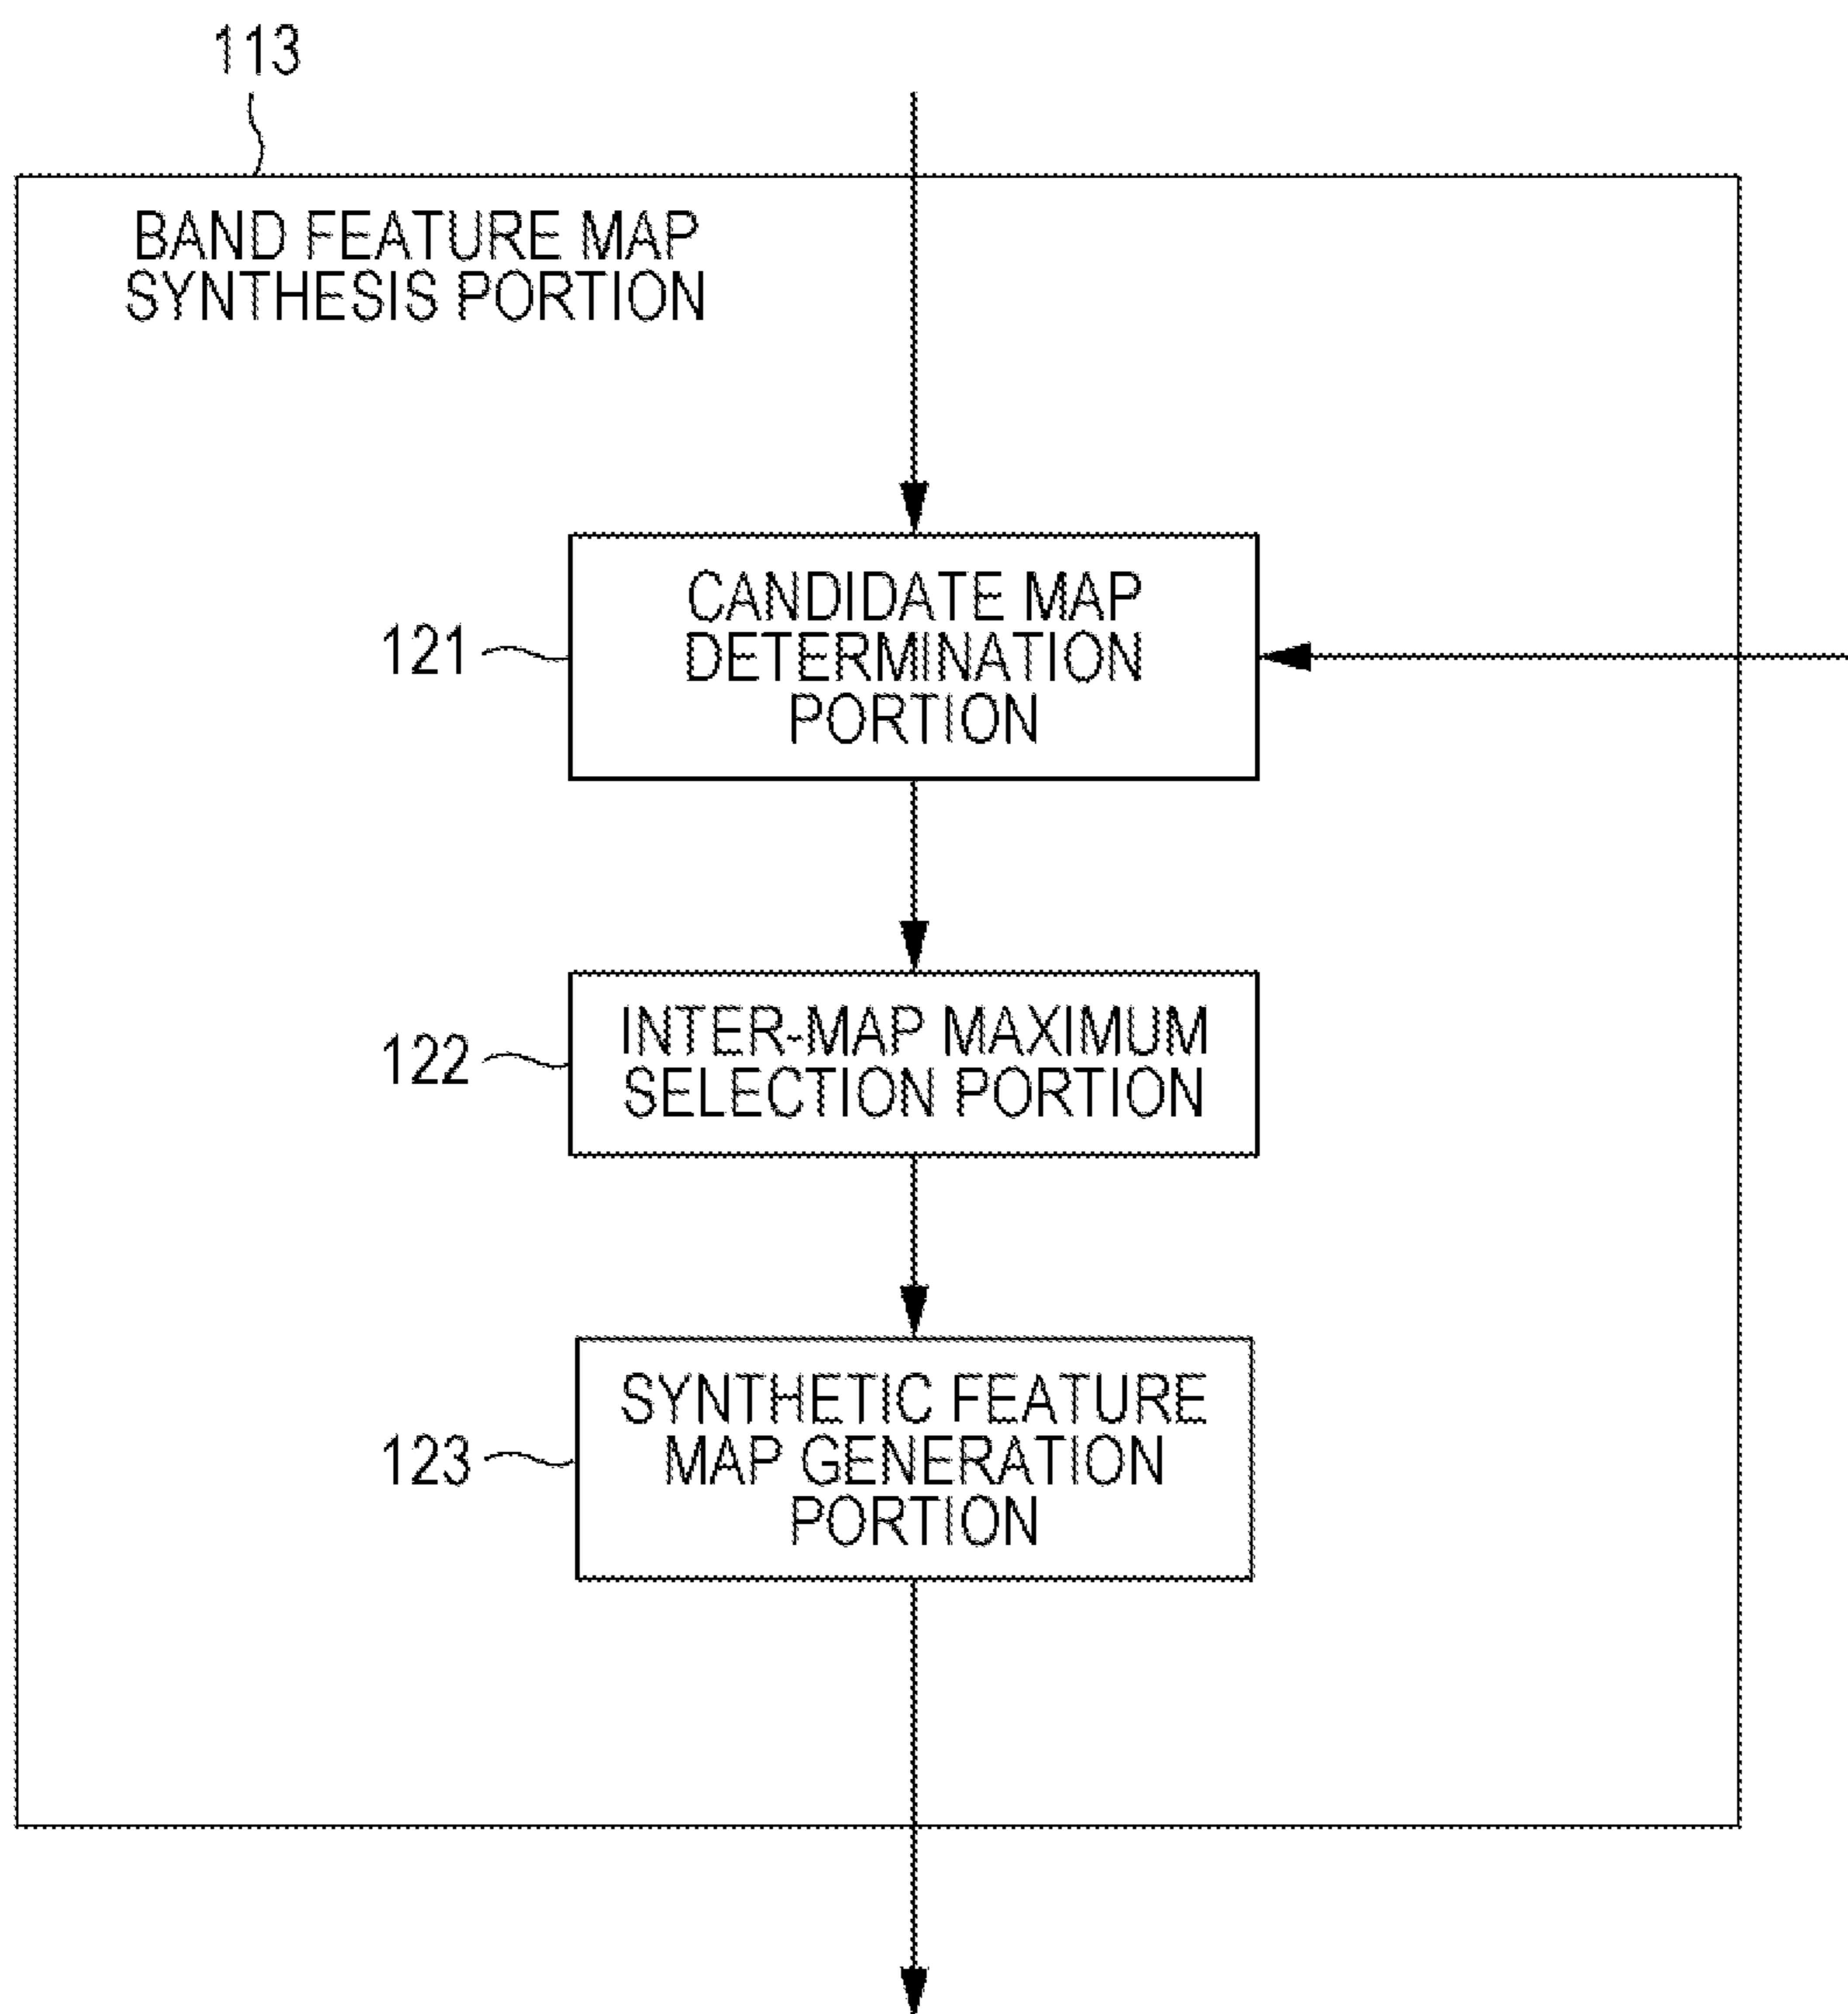 113
BAND FEATURE MAP
SYNTHESIS PORTION
121
CANDIDATE MAP
DETERMINATION
PORTION
122
INTER-MAP MAXIMUM
SELECTION PORTION
123
SYNTHETIC FEATURE
MAP GENERATION
PORTION